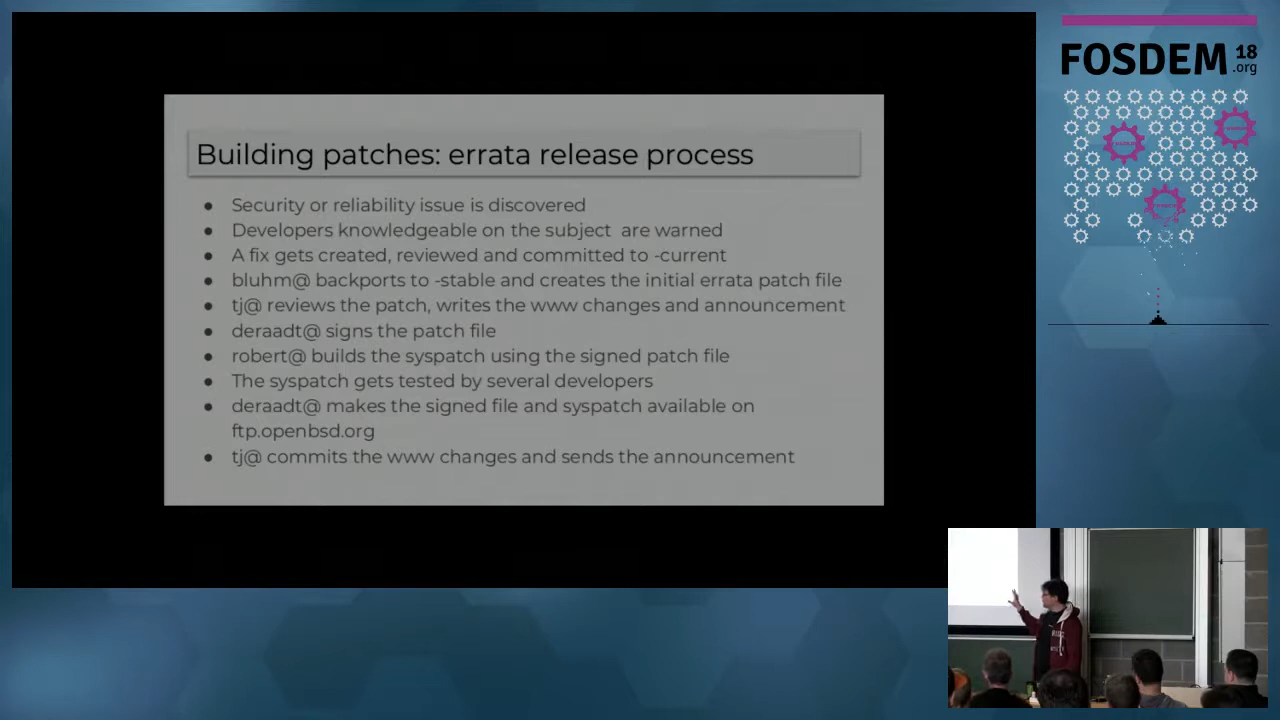 Building patches: errata release process
● Security or reliability issue is discovered
● Developers knowledgeable on the subject  are warned
● A fix gets created, reviewed and committed to -current
● bluhm@ backports to -stable and creates the initial errata patch file
● tj@ reviews the patch, writes the www changes and announcement
● deraadt@ signs the patch file
● robert@ builds the syspatch using the signed patch file
● The syspatch gets tested by several developers
● deraadt@ makes the signed file and syspatch available on
ftp.openbsd.org
● tj@ commits the www changes and sends the announcement
FOSDEM 18
.org